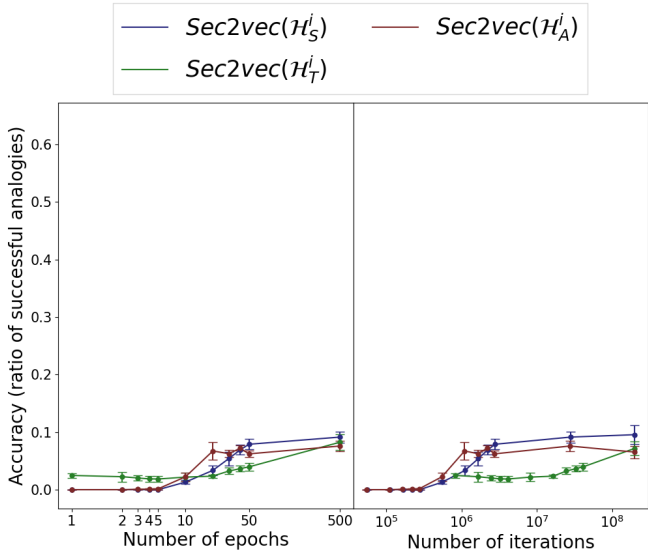 Sec2vec(ℋ_S^i)
Sec2vec(ℋ_A^i)
Sec2vec(ℋ_T^i)
Accuracy (ratio of successful analogies)
0.6
0.5
0.4
0.3
0.2
0.1
0.0
1 2 3 4 5 10 50 500
10^5 10^6 10^7 10^8
Number of epochs
Number of iterations